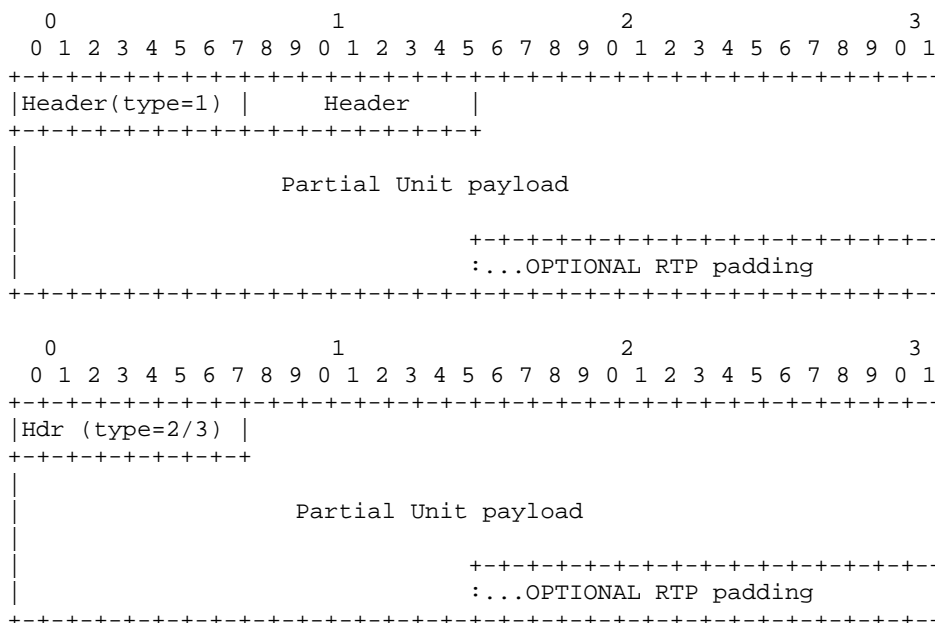 0 1 2 3
0 1 2 3 4 5 6 7 8 9 0 1 2 3 4 5 6 7 8 9 0 1 2 3 4 5 6 7 8 9 0 1
+-+-+-+-+-+-+-+-+-+-+-+-+-+-+-+-+-+-+-+-+-+-+-+-+-+-+-+-+-+-+-+--
|Header(type=1) | Header |
+-+-+-+-+-+-+-+-+-+-+-+-+-+-+-+-+
|
| Partial Unit payload
|
| +-+-+-+-+-+-+-+-+-+-+-+-+-+-+-+--
| :...OPTIONAL RTP padding
+-+-+-+-+-+-+-+-+-+-+-+-+-+-+-+-+-+-+-+-+-+-+-+-+-+-+-+-+-+-+-+--
0 1 2 3
0 1 2 3 4 5 6 7 8 9 0 1 2 3 4 5 6 7 8 9 0 1 2 3 4 5 6 7 8 9 0 1
+-+-+-+-+-+-+-+-+-+-+-+-+-+-+-+-+-+-+-+-+-+-+-+-+-+-+-+-+-+-+-+--
|Hdr (type=2/3) |
+-+-+-+-+-+-+-+-+
|
| Partial Unit payload
|
| +-+-+-+-+-+-+-+-+-+-+-+-+-+-+-+--
| :...OPTIONAL RTP padding
+-+-+-+-+-+-+-+-+-+-+-+-+-+-+-+-+-+-+-+-+-+-+-+-+-+-+-+-+-+-+-+--